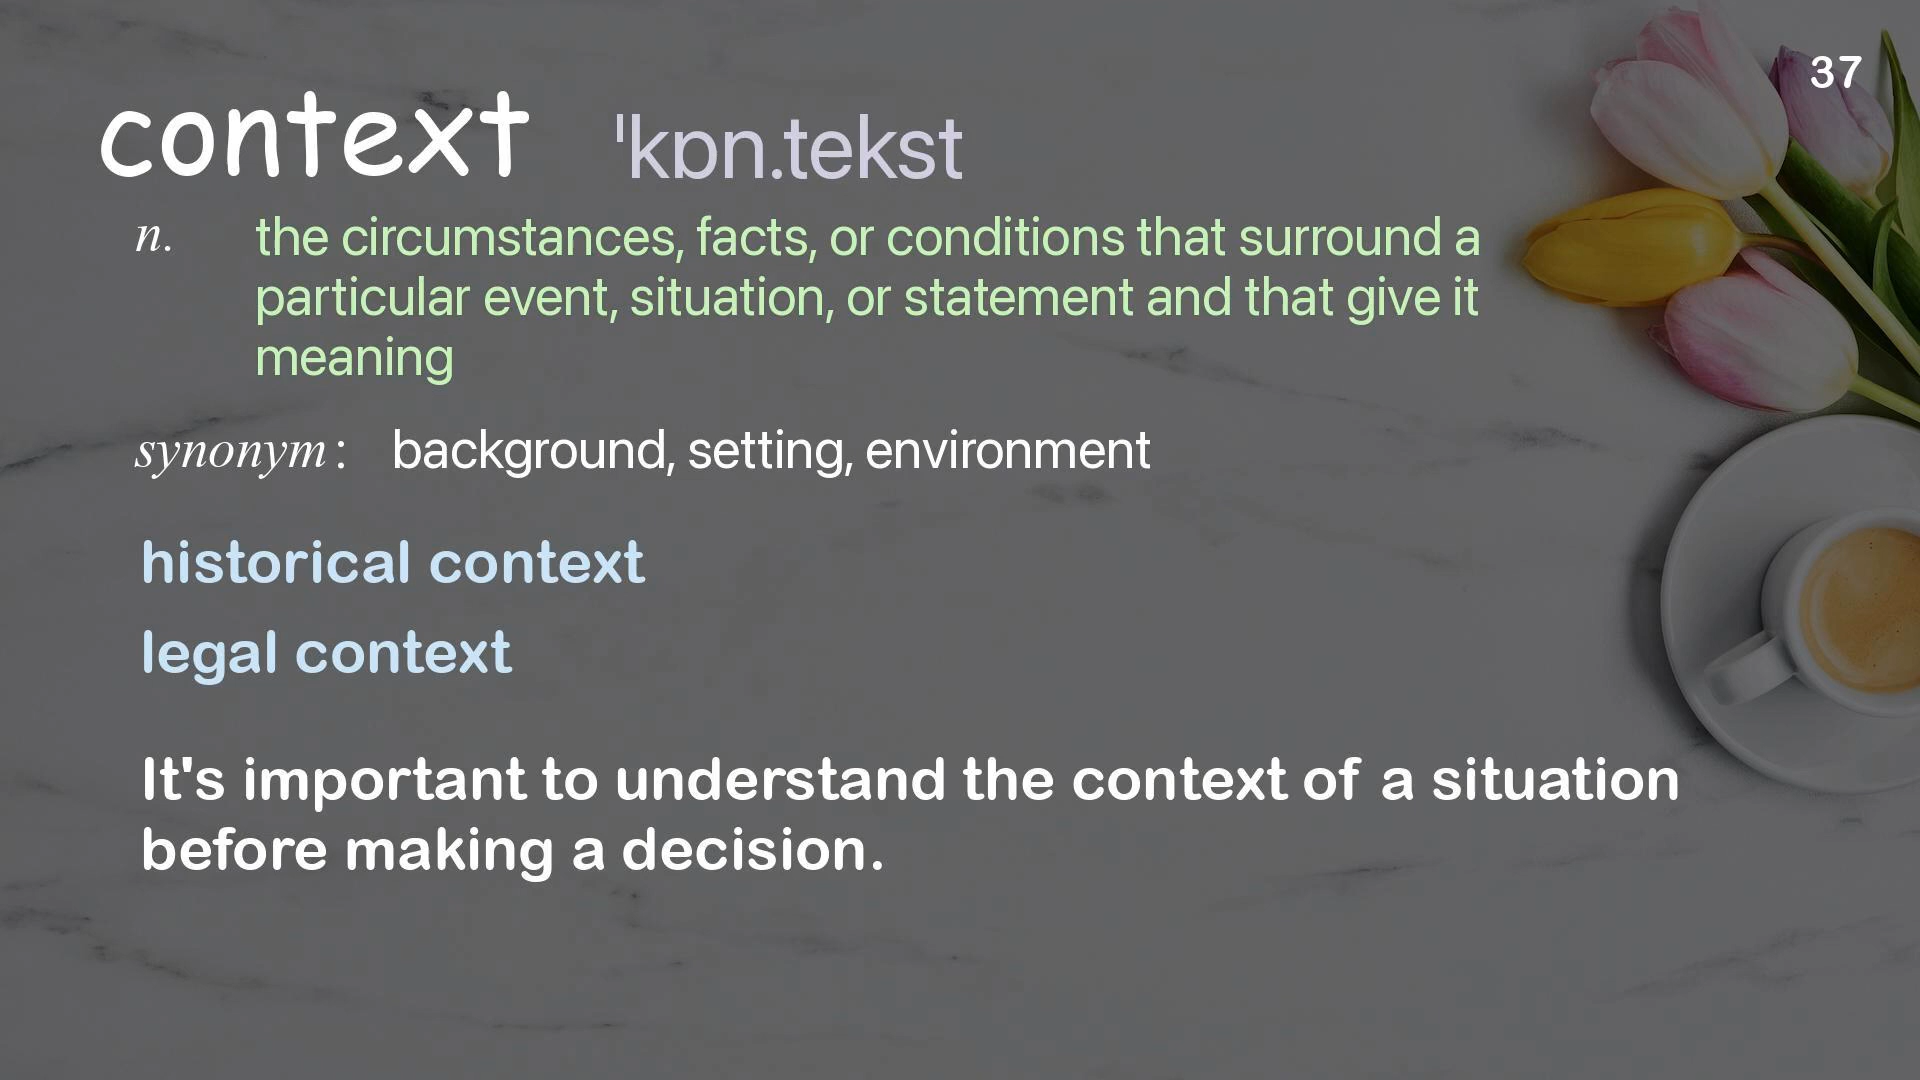 37
context ˈkɒn.tekst
n. the circumstances, facts, or conditions that surround a
particular event, situation, or statement and that give it
meaning
synonym: background, setting, environment
historical context
legal context
It's important to understand the context of a situation
before making a decision.